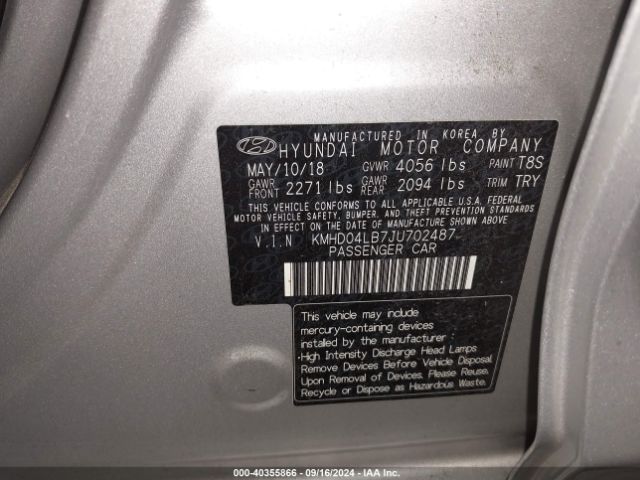 MANUFACTURED IN KOREA BY
HYUNDAI MOTOR COMPANY
MAY/10/18 GVWR 4056 lbs PAINT T8S
GAWR FRONT 2271 lbs GAWR REAR 2094 lbs TRIM TRY
THIS VEHICLE CONFORMS TO ALL APPLICABLE U.S.A. FEDERAL
MOTOR VEHICLE SAFETY, BUMPER, AND THEFT PREVENTION STANDARDS
IN EFFECT ON THE DATE OF MANUFACTURE SHOWN ABOVE
V.I.N KMHD04LB7JU702487
PASSENGER CAR
This vehicle may include
mercury-containing devices
installed by the manufacturer :
·High Intensity Discharge Head Lamps
Remove Devices Before Vehicle Disposal.
Upon Removal of Devices, Please Reuse,
Recycle or Dispose as Hazardous Waste.
000-40355866 / 09/16/2024 / IAAI.COM